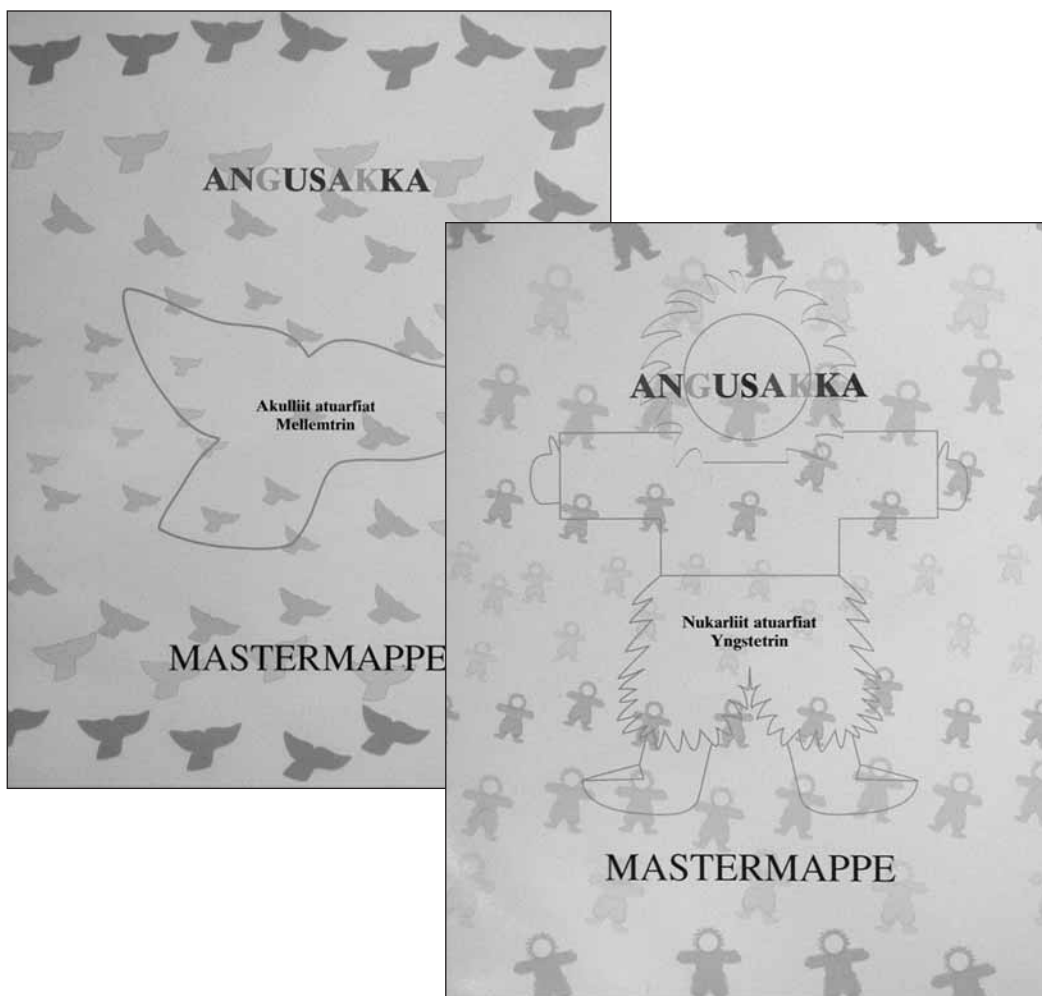 ANGUSAKKA
Akulliit atuarfiat
Mellemtrin
MASTERMAPPE
ANGUSAKKA
Nukarliit atuarfiat
Yngstetrin
MASTERMAPPE